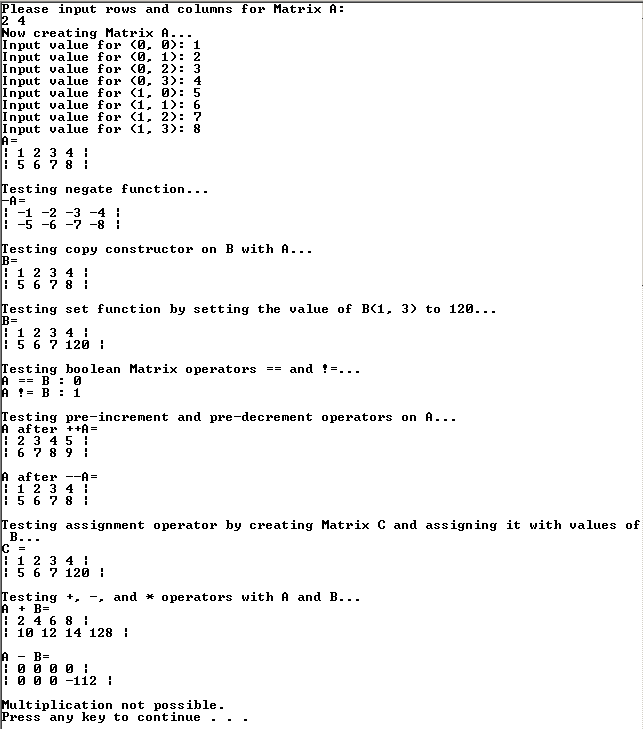 Please input rows and columns for Matrix A:
2 4
Now creating Matrix A...
Input value for (0, 0): 1
Input value for (0, 1): 2
Input value for (0, 2): 3
Input value for (0, 3): 4
Input value for (1, 0): 5
Input value for (1, 1): 6
Input value for (1, 2): 7
Input value for (1, 3): 8
A=
¦ 1 2 3 4 ¦
¦ 5 6 7 8 ¦
Testing negate function...
-A=
¦ -1 -2 -3 -4 ¦
¦ -5 -6 -7 -8 ¦
Testing copy constructor on B with A...
B=
¦ 1 2 3 4 ¦
¦ 5 6 7 8 ¦
Testing set function by setting the value of B(1, 3) to 120...
B=
¦ 1 2 3 4 ¦
¦ 5 6 7 120 ¦
Testing boolean Matrix operators == and !=...
A == B : 0
A != B : 1
Testing pre-increment and pre-decrement operators on A...
A after ++A=
¦ 2 3 4 5 ¦
¦ 6 7 8 9 ¦
A after --A=
¦ 1 2 3 4 ¦
¦ 5 6 7 8 ¦
Testing assignment operator by creating Matrix C and assigning it with values of
B...
C =
¦ 1 2 3 4 ¦
¦ 5 6 7 120 ¦
Testing +, -, and * operators with A and B...
A + B=
¦ 2 4 6 8 ¦
¦ 10 12 14 128 ¦
A - B=
¦ 0 0 0 0 ¦
¦ 0 0 0 -112 ¦
Multiplication not possible.
Press any key to continue . . .